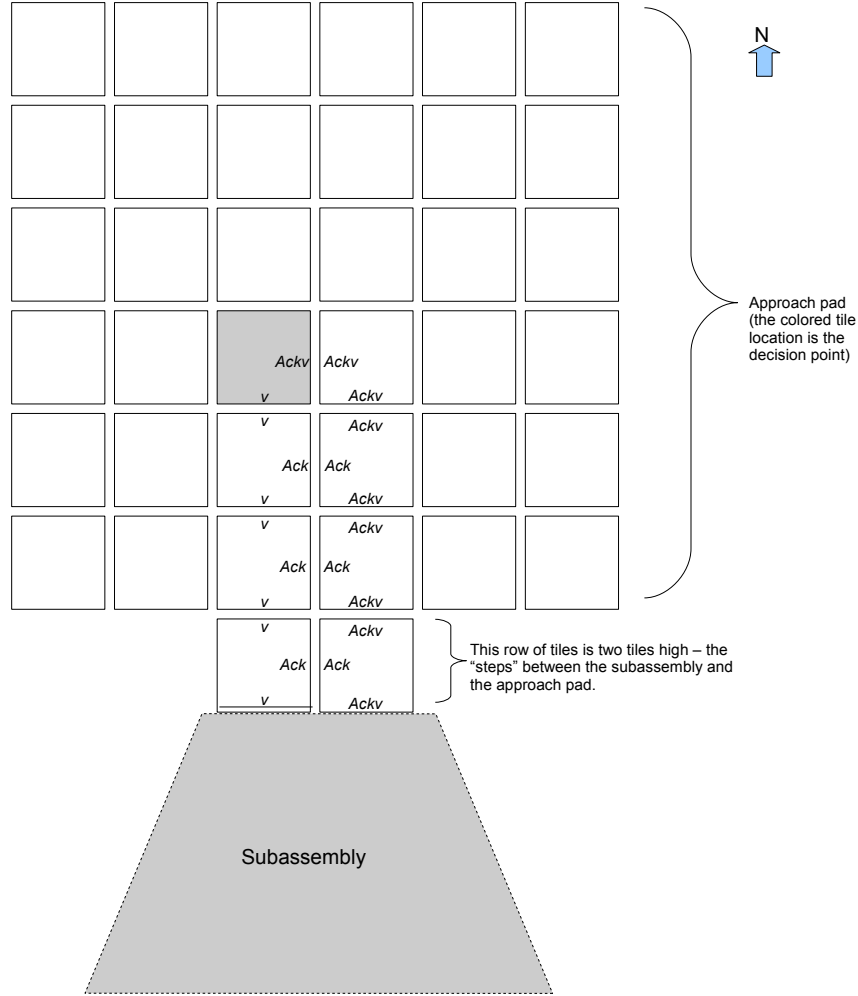 N
Approach pad
(the colored tile
location is the
decision point)
Ackv Ackv
v Ackv
v Ackv
Ack Ack
v Ackv
v Ackv
Ack Ack
v Ackv
v Ackv
Ack Ack
v Ackv
This row of tiles is two tiles high – the
“steps” between the subassembly and
the approach pad.
Subassembly